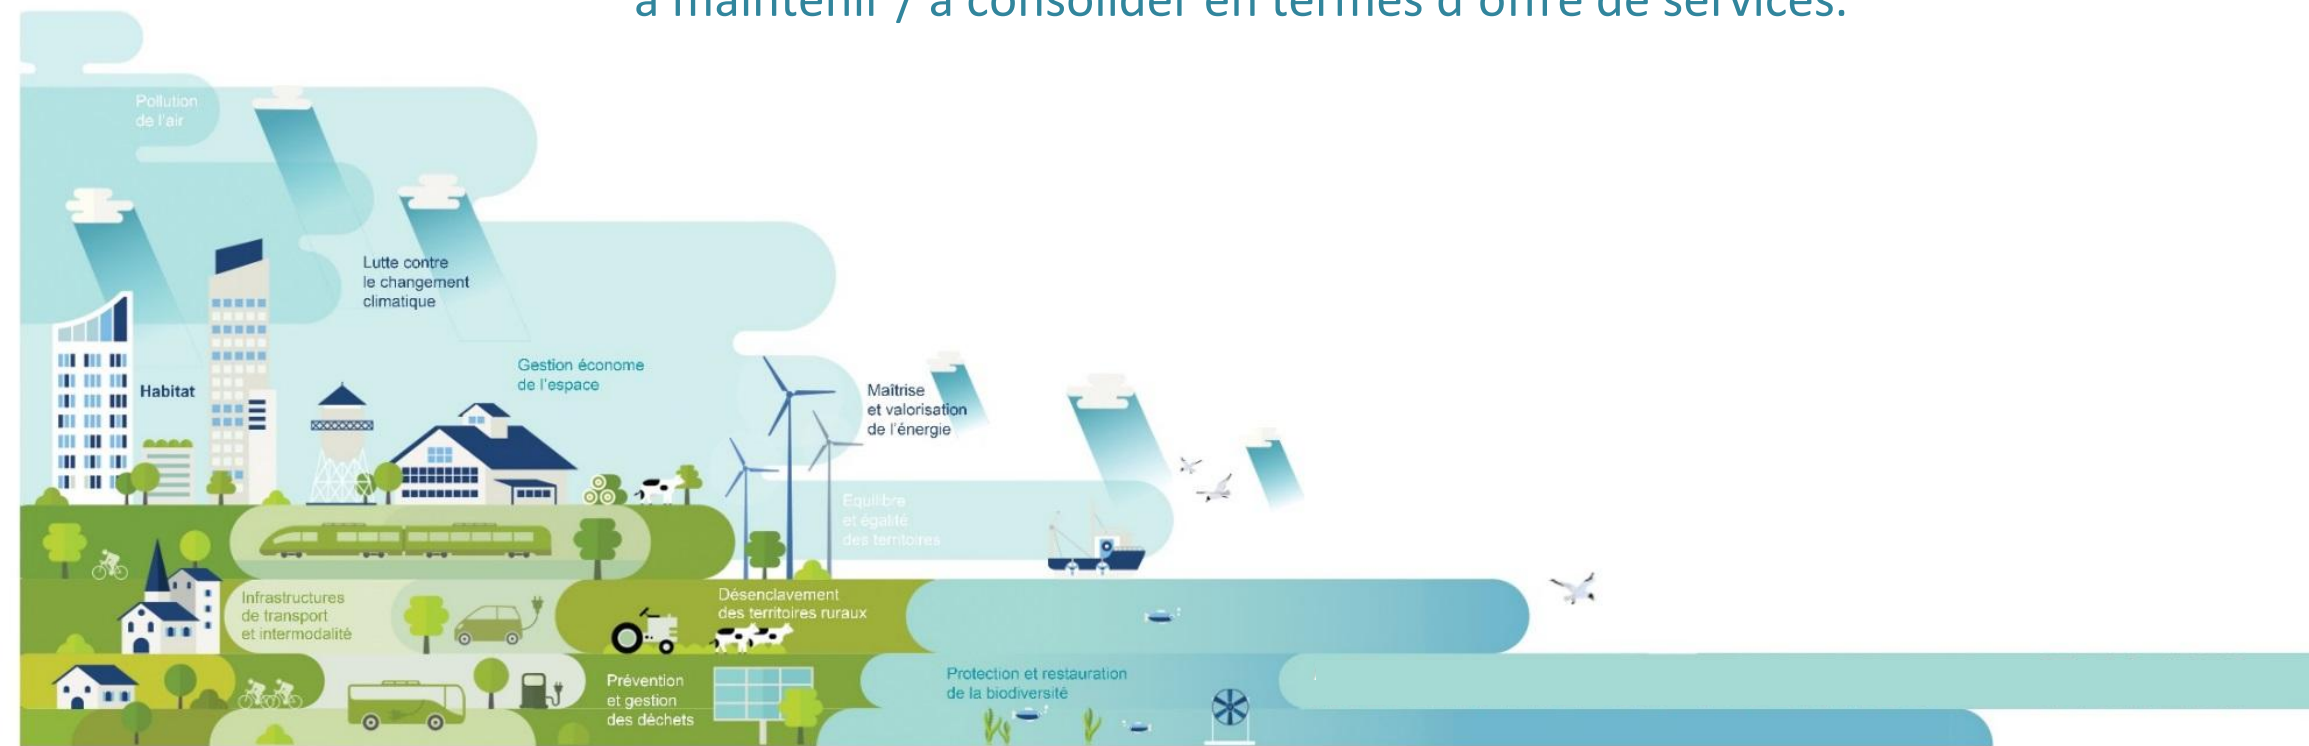 à maintenir / à consolider en termes d'offre de services.
Pollution
de l'air
Lutte contre
le changement
climatique
Gestion économe
de l'espace
Habitat
Maîtrise
et valorisation
de l'énergie
Equilibre
et égalité
des territoires
Infrastructures
de transport
et intermodalité
Désenclavement
des territoires ruraux
Prévention
et gestion
des déchets
Protection et restauration
de la biodiversité